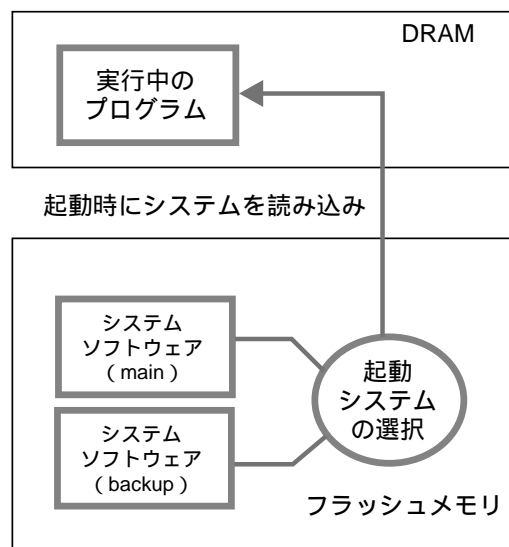 DRAM
実行中の
プログラム
起動時にシステムを読み込み
システム
ソフトウェア
（main）
システム
ソフトウェア
（backup）
起動
システム
の選択
フラッシュメモリ